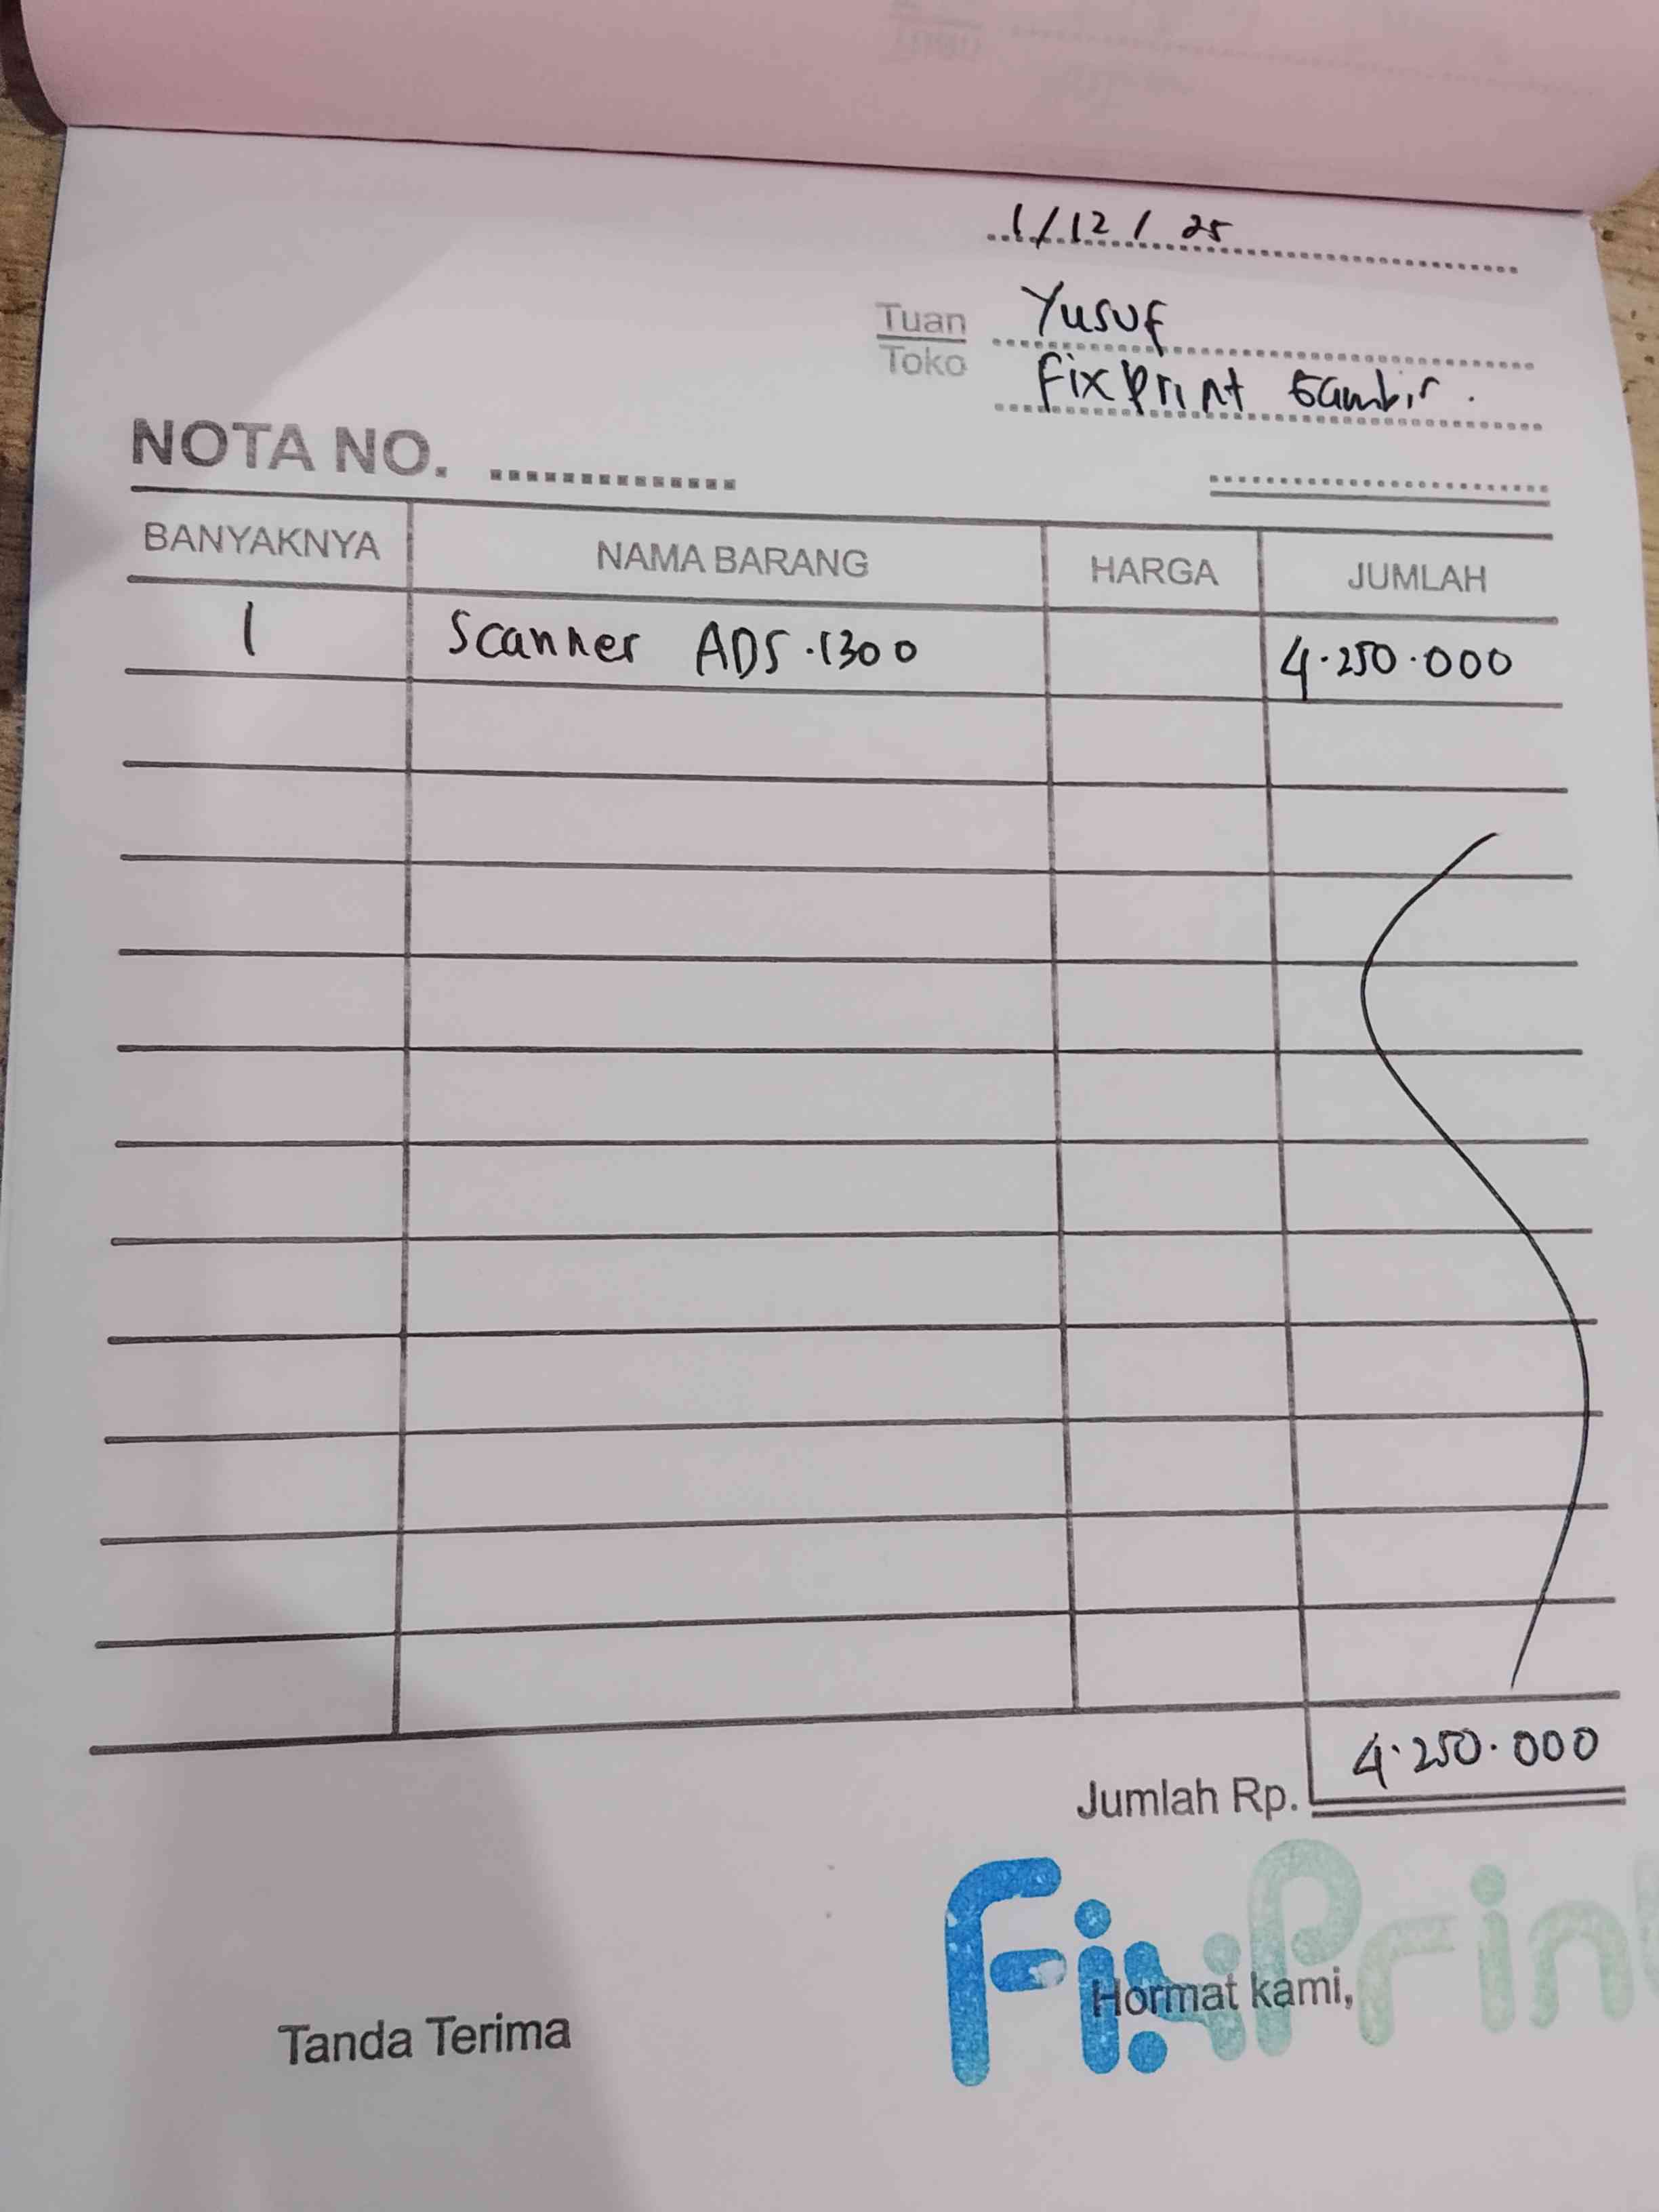 1/12/25
Tuan Yusuf
Toko FixPrint Gambir.
NOTA NO. ..............
BANYAKNYA NAMA BARANG HARGA JUMLAH
1 Scanner ADS.1300 4.250.000
Jumlah Rp. 4.250.000
FixPrint
Tanda Terima Hormat kami,